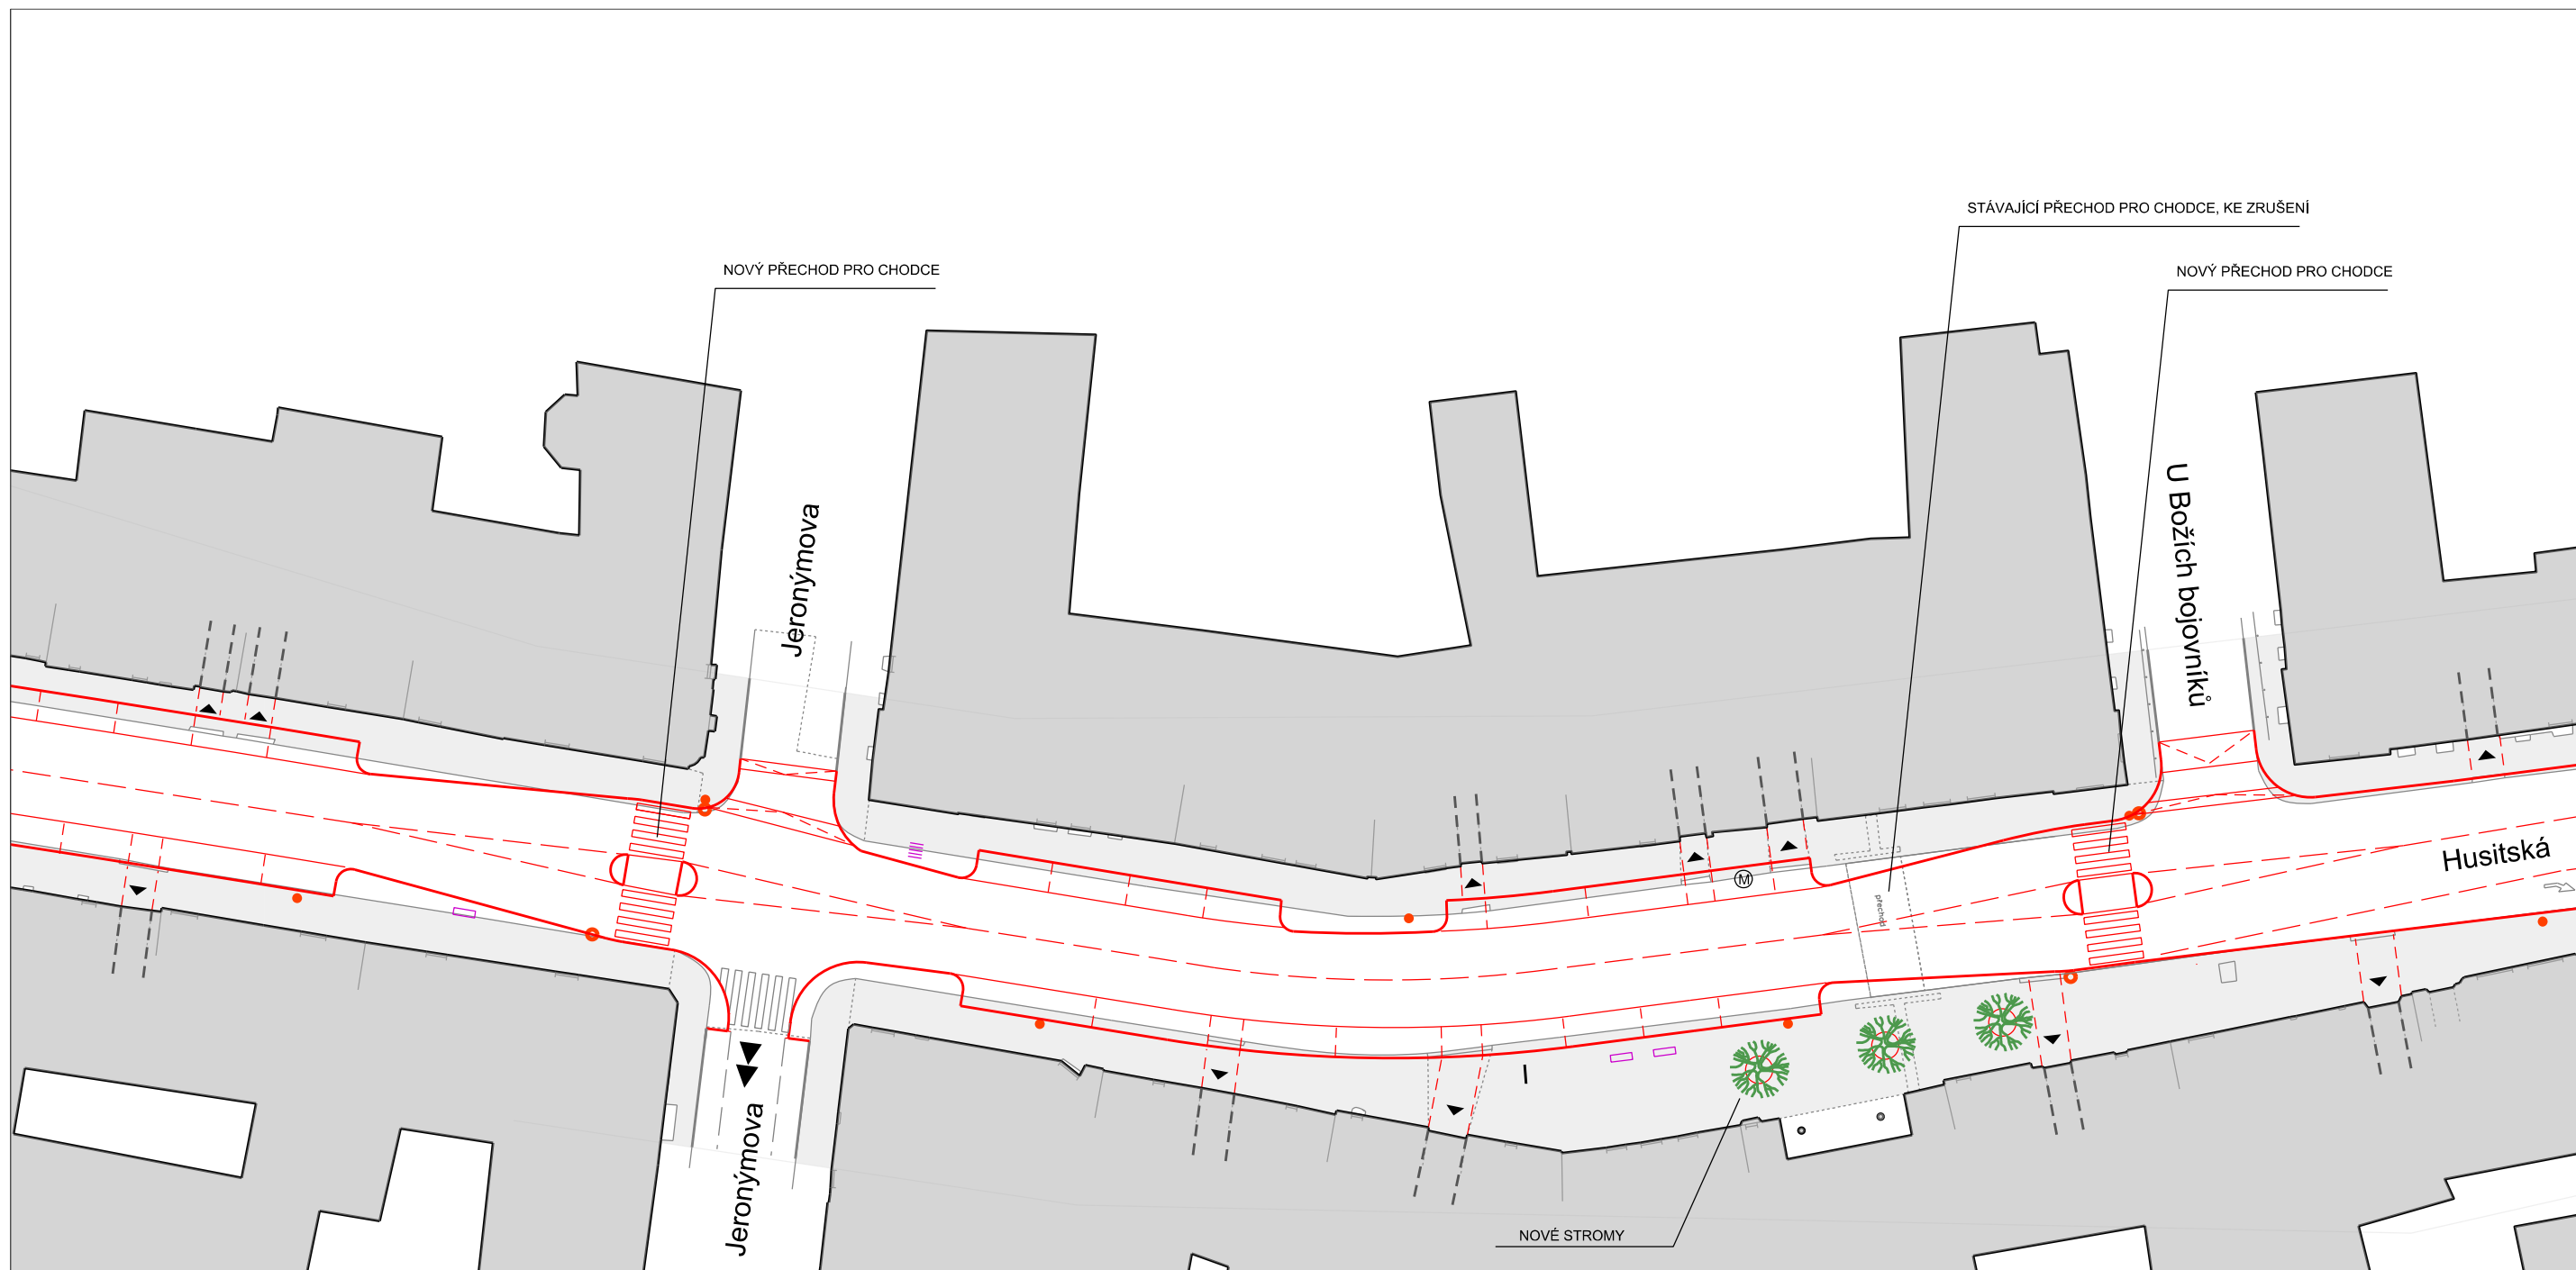 STÁVAJÍCÍ PŘECHOD PRO CHODCE, KE ZRUŠENÍ
NOVÝ PŘECHOD PRO CHODCE
NOVÝ PŘECHOD PRO CHODCE
Jeronýmova
U Božích bojovníků
Husitská
M
přechod
Jeronýmova
NOVÉ STROMY